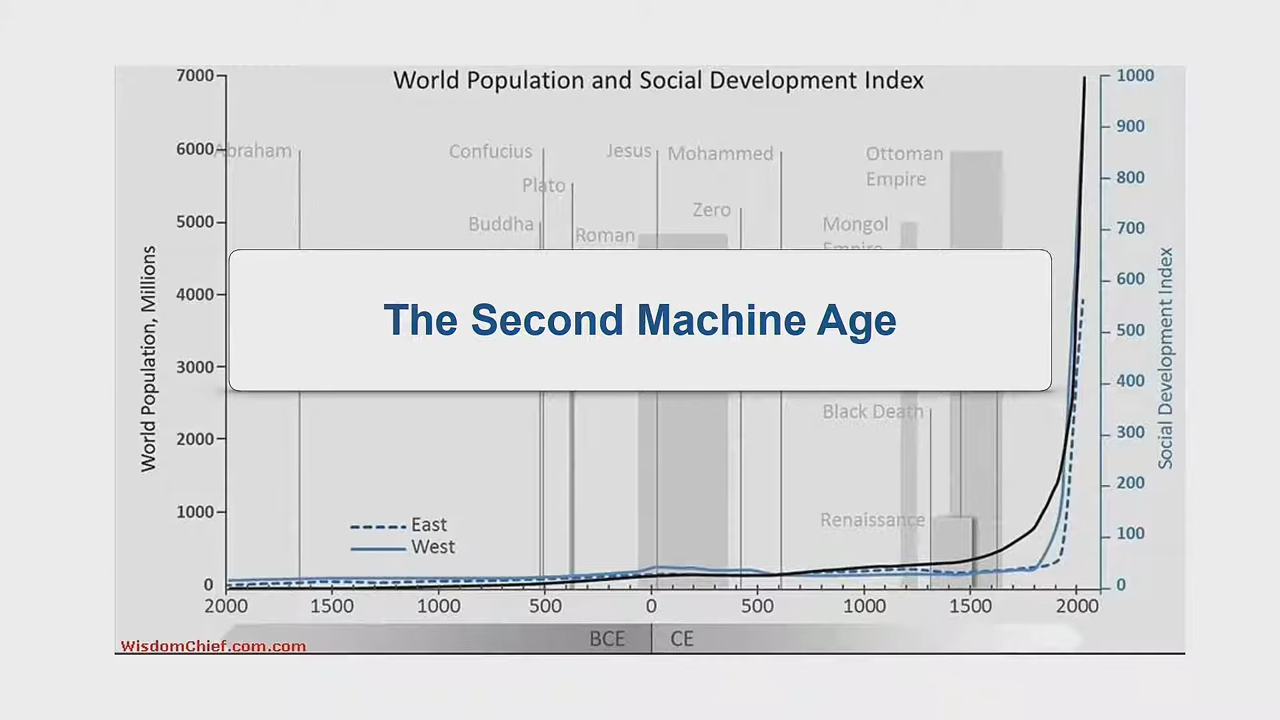 World Population and Social Development Index
7000
6000
5000
4000
3000
2000
1000
0
World Population, Millions
1000
900
800
700
600
500
400
300
200
100
0
Social Development Index
Abraham
Confucius
Jesus
Mohammed
Ottoman
Empire
Plato
Zero
Buddha
Roman
Mongol
Empire
The Second Machine Age
Black Death
Renaissance
East
West
2000 1500 1000 500 0 500 1000 1500 2000
BCE CE
WisdomChief.com.com